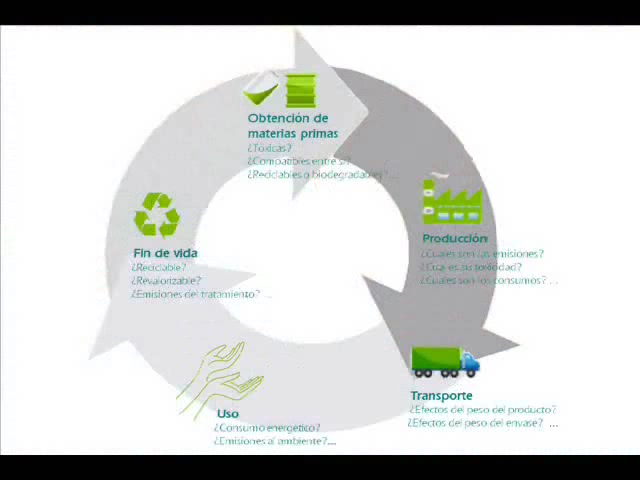 Obtención de
materias primas
¿Tóxicas?
¿Compatibles entre sí?
¿Reciclables o biodegradables? ...
Producción
¿Cuáles son las emisiones?
¿Cuál es su toxicidad?
¿Cuáles son los consumos? ...
Transporte
¿Efectos del peso del producto?
¿Efectos del peso del envase? ...
Uso
¿Consumo energético?
¿Emisiones al ambiente?...
Fin de vida
¿Reciclable?
¿Revalorizable?
¿Emisiones del tratamiento? ...